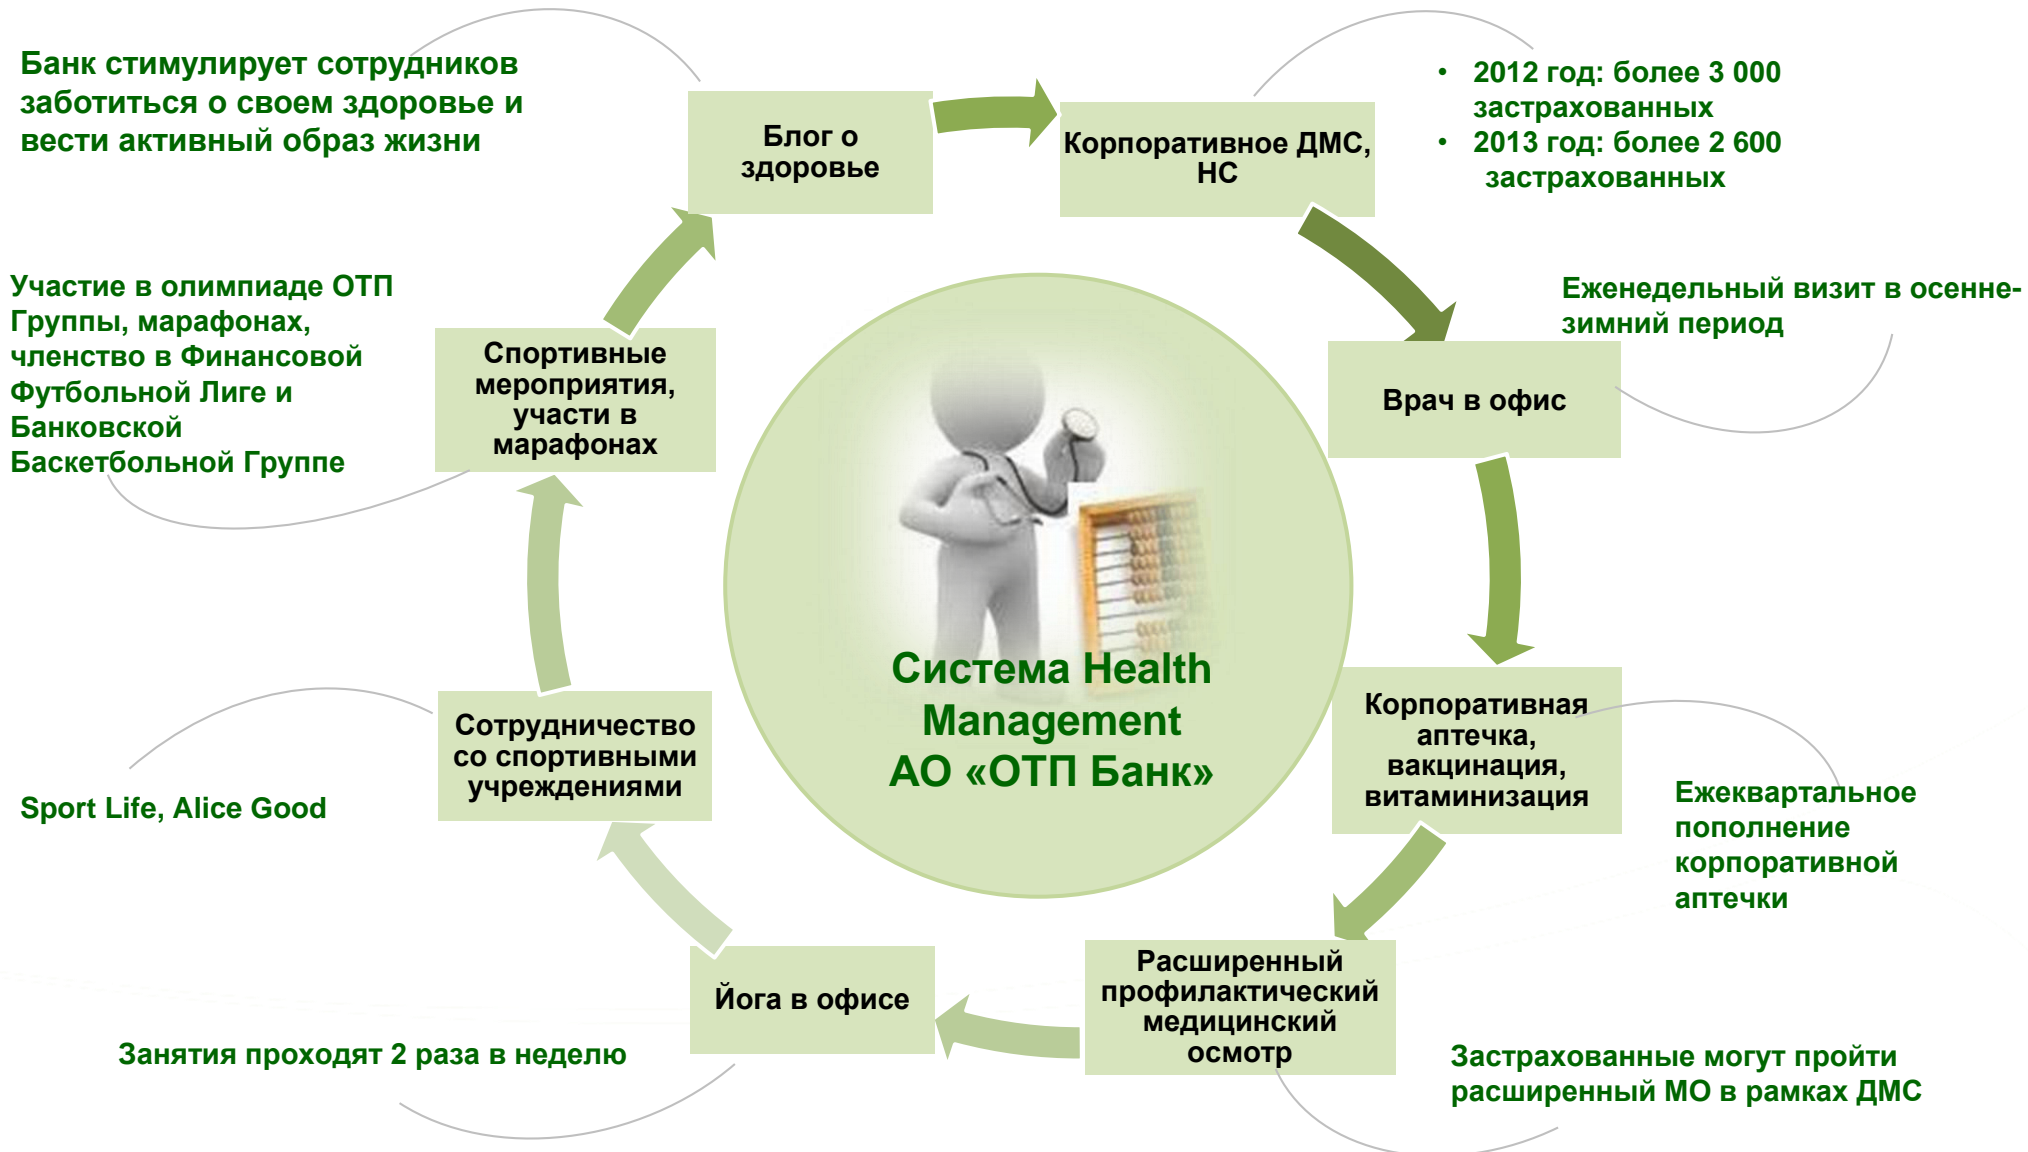 Банк стимулирует сотрудников
заботиться о своем здоровье и
вести активный образ жизни
Блог о
здоровье
Корпоративное ДМС,
НС
• 2012 год: более 3 000
застрахованных
• 2013 год: более 2 600
застрахованных
Участие в олимпиаде ОТП
Группы, марафонах,
членство в Финансовой
Футбольной Лиге и
Банковской
Баскетбольной Группе
Спортивные
мероприятия,
участи в
марафонах
Еженедельный визит в осенне-
зимний период
Врач в офис
Система Health
Management
АО «ОТП Банк»
Сотрудничество
со спортивными
учреждениями
Sport Life, Alice Good
Корпоративная
аптечка,
вакцинация,
витаминизация
Ежеквартальное
пополнение
корпоративной
аптечки
Йога в офисе
Занятия проходят 2 раза в неделю
Расширенный
профилактический
медицинский
осмотр
Застрахованные могут пройти
расширенный МО в рамках ДМС